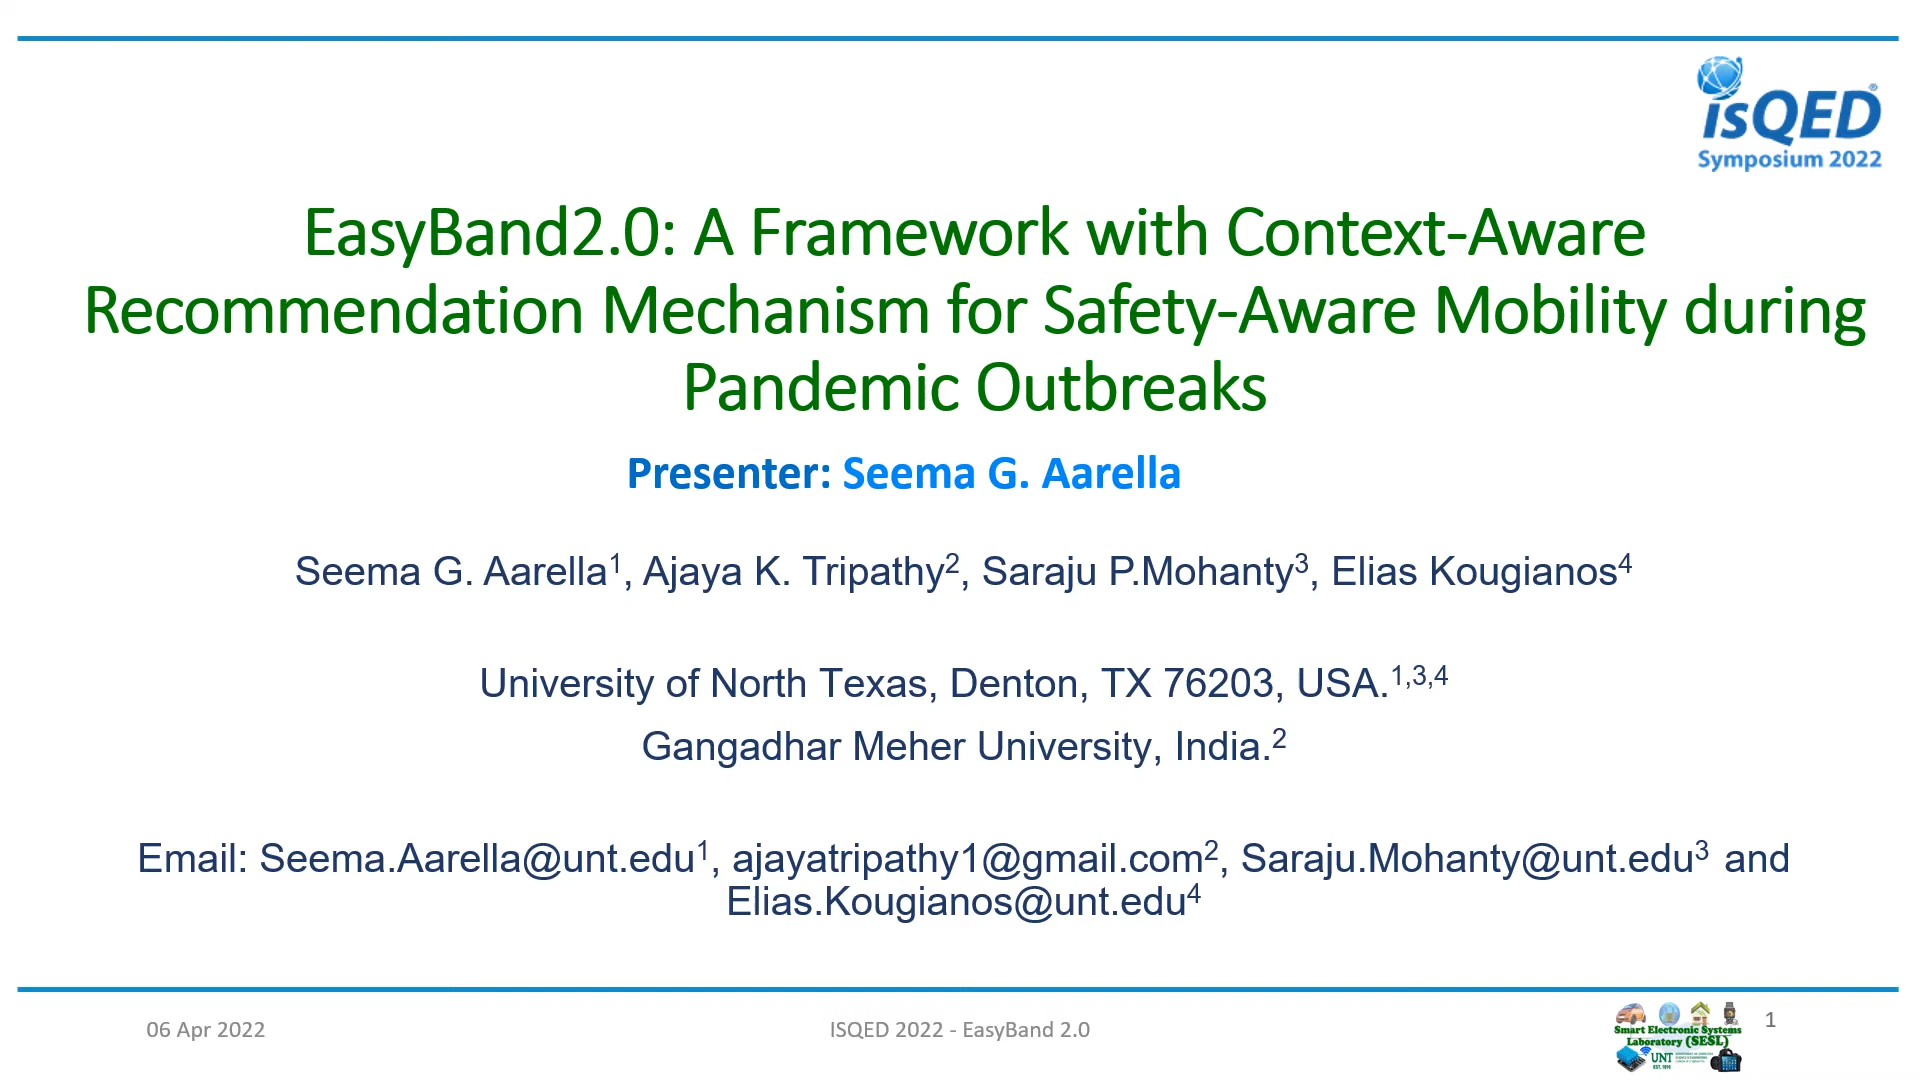 isQED®
Symposium 2022
EasyBand2.0: A Framework with Context-Aware
Recommendation Mechanism for Safety-Aware Mobility during
Pandemic Outbreaks
Presenter: Seema G. Aarella
Seema G. Aarella1, Ajaya K. Tripathy2, Saraju P.Mohanty3, Elias Kougianos4
University of North Texas, Denton, TX 76203, USA.1,3,4
Gangadhar Meher University, India.2
Email: Seema.Aarella@unt.edu1, ajayatripathy1@gmail.com2, Saraju.Mohanty@unt.edu3 and
Elias.Kougianos@unt.edu4
06 Apr 2022
ISQED 2022 - EasyBand 2.0
Smart Electronic Systems
Laboratory (SESL)
UNT
EST. 1890
1